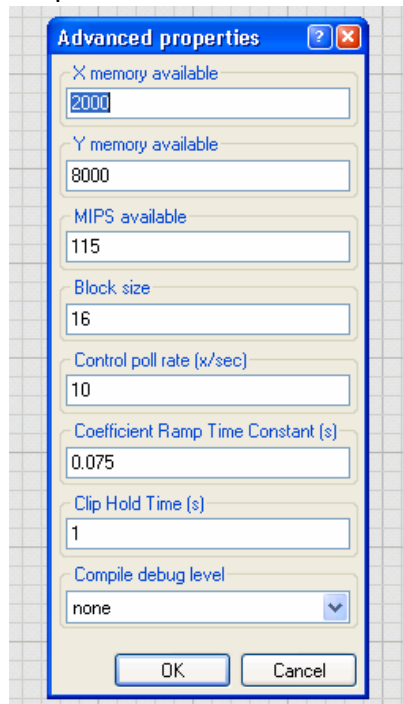 Advanced properties
X memory available
2000
Y memory available
8000
MIPS available
115
Block size
16
Control poll rate (x/sec)
10
Coefficient Ramp Time Constant (s)
0.075
Clip Hold Time (s)
1
Compile debug level
none
OK Cancel